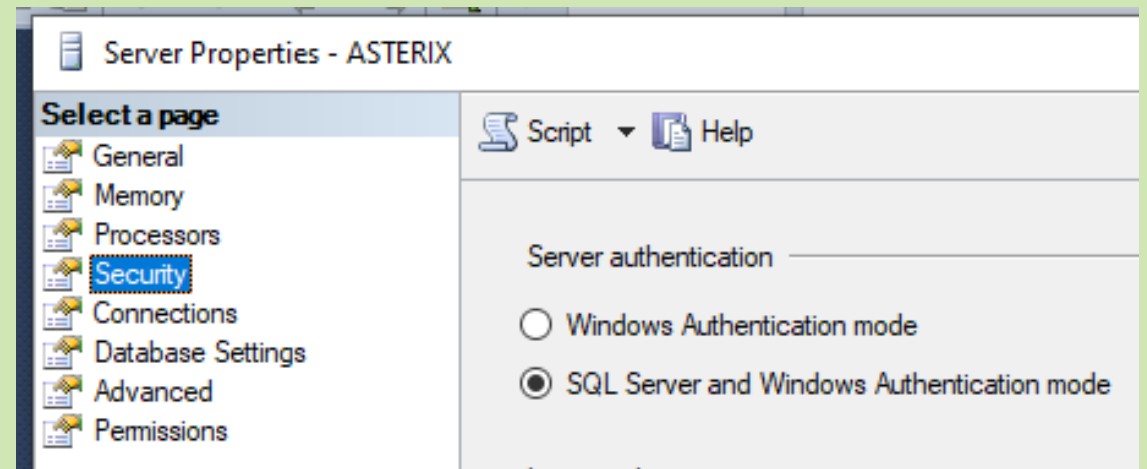 Server Properties - ASTERIX
Select a page
General
Memory
Processors
Security
Connections
Database Settings
Advanced
Permissions
Script
Help
Server authentication
Windows Authentication mode
SQL Server and Windows Authentication mode